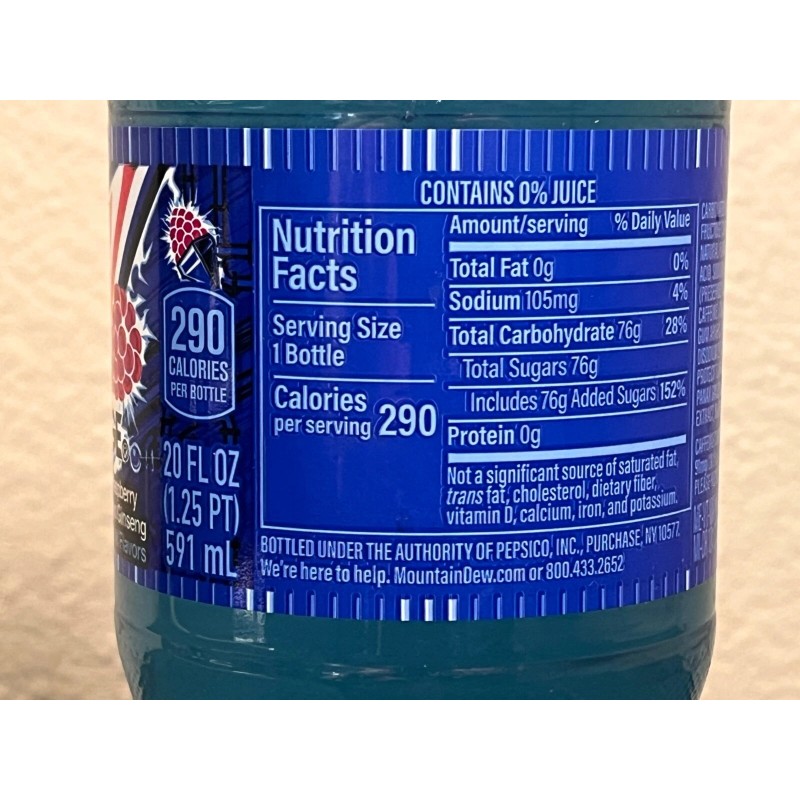 CONTAINS 0% JUICE
Nutrition
Facts
Serving Size
1 Bottle
Calories
per serving 290
Amount/serving % Daily Value
Total Fat 0g 0%
Sodium 105mg 4%
Total Carbohydrate 76g 28%
Total Sugars 76g
Includes 76g Added Sugars 152%
Protein 0g
Not a significant source of saturated fat,
trans fat, cholesterol, dietary fiber,
vitamin D, calcium, iron, and potassium.
BOTTLED UNDER THE AUTHORITY OF PEPSICO, INC., PURCHASE, NY 10577.
We're here to help. MountainDew.com or 800.433.2652
290
CALORIES
PER BOTTLE
20 FL OZ
(1.25 PT)
591 mL
Ginseng
Flavors